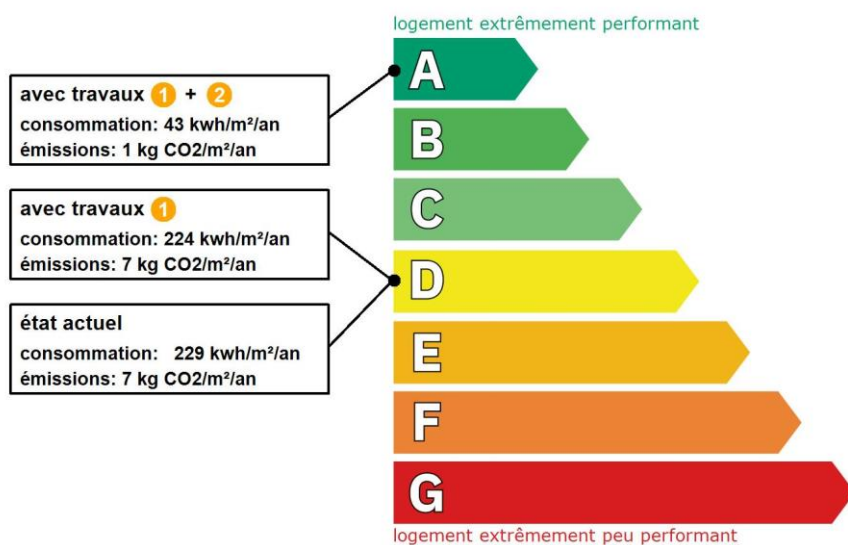 logement extrêmement performant
avec travaux 1 + 2
consommation: 43 kwh/m²/an
émissions: 1 kg CO2/m²/an
avec travaux 1
consommation: 224 kwh/m²/an
émissions: 7 kg CO2/m²/an
état actuel
consommation: 229 kwh/m²/an
émissions: 7 kg CO2/m²/an
A
B
C
D
E
F
G
logement extrêmement peu performant